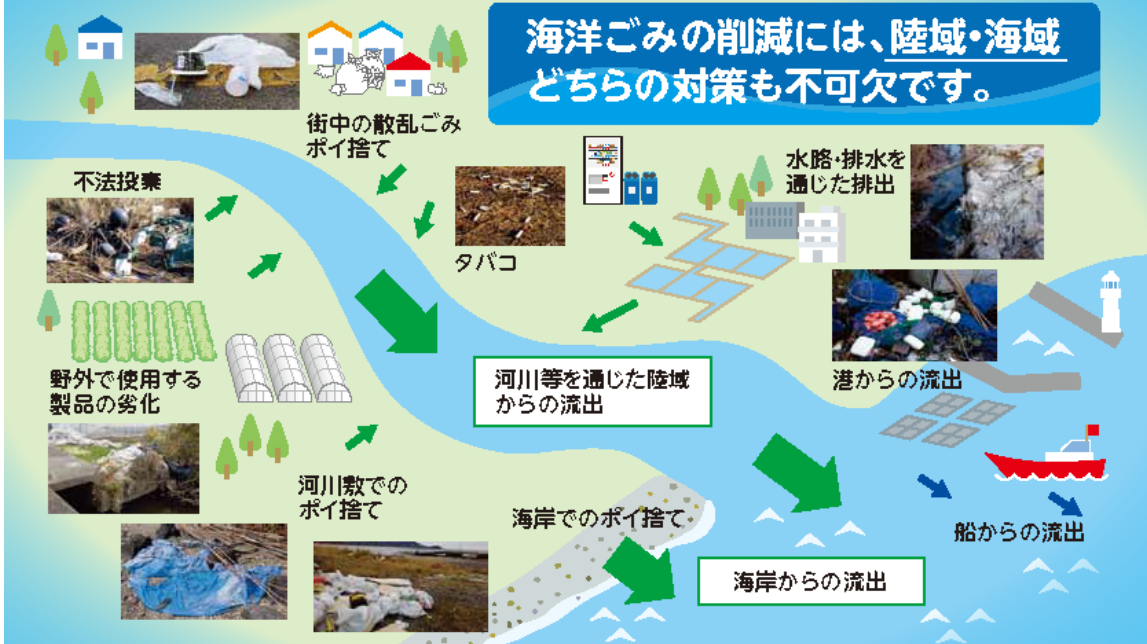 海洋ごみの削減には、陸域・海域
どちらの対策も不可欠です。
街中の散乱ごみ
ポイ捨て
不法投棄
タバコ
水路・排水を
通じた排出
野外で使用する
製品の劣化
河川等を通じた陸域
からの流出
港からの流出
河川敷での
ポイ捨て
海岸でのポイ捨て
船からの流出
海岸からの流出